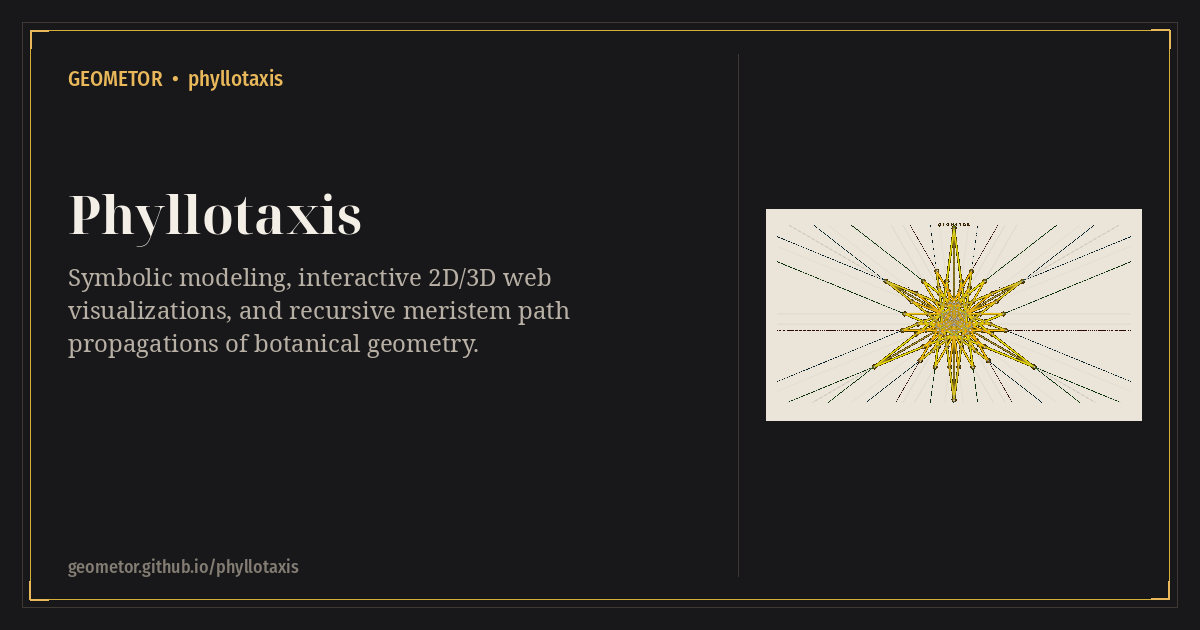 GEOMETOR • phyllotaxis
Phyllotaxis
Symbolic modeling, interactive 2D/3D web
visualizations, and recursive meristem path
propagations of botanical geometry.
geometor.github.io/phyllotaxis